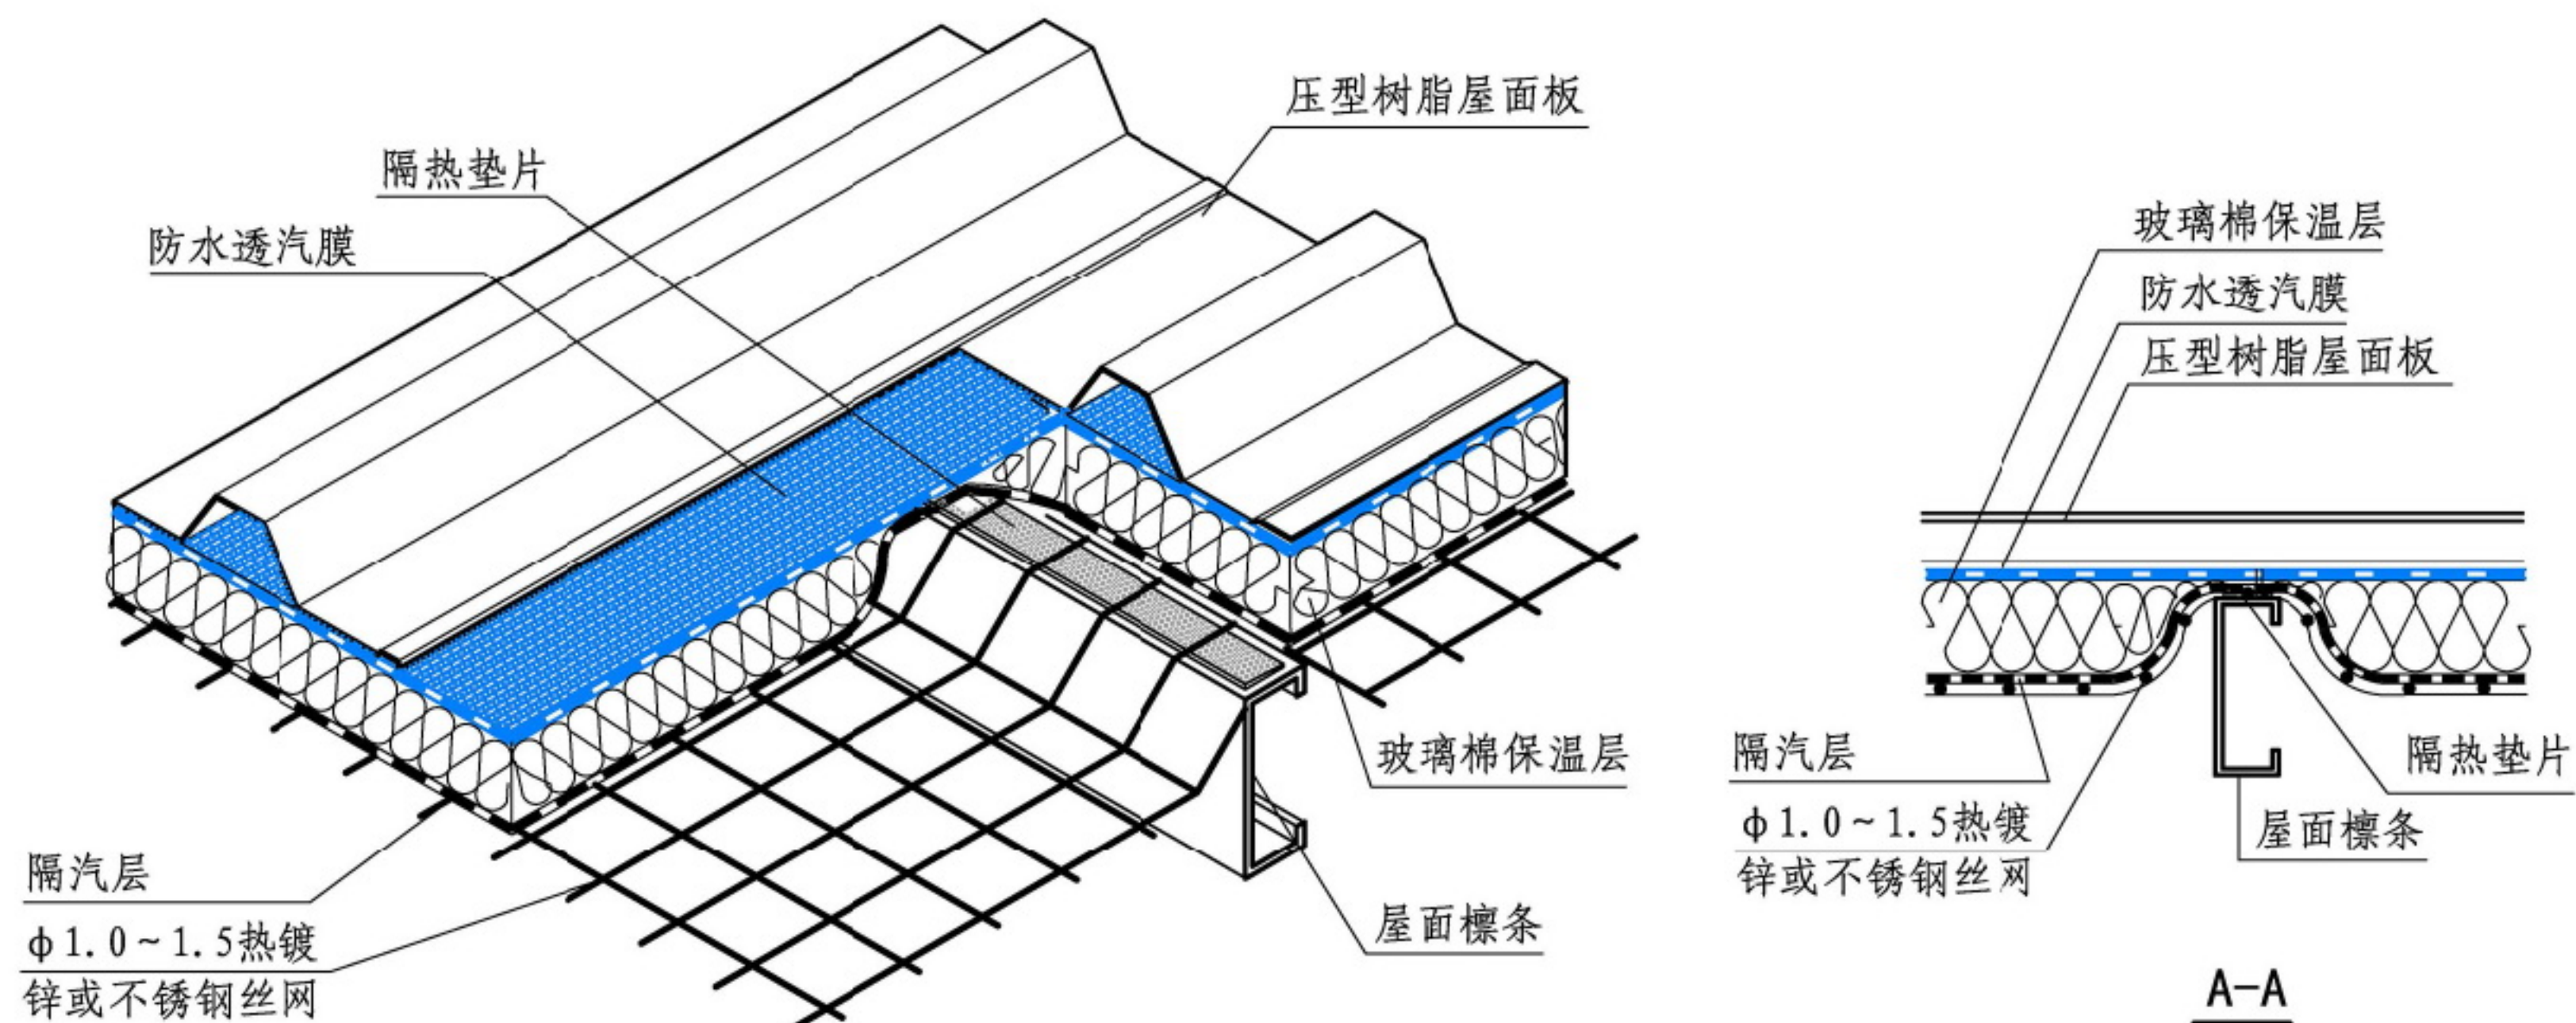 压型树脂屋面板
隔热垫片
防水透汽膜
玻璃棉保温层
屋面檩条
隔汽层
φ1.0~1.5热镀
锌或不锈钢丝网
玻璃棉保温层
防水透汽膜
压型树脂屋面板
隔汽层
φ1.0~1.5热镀
锌或不锈钢丝网
隔热垫片
屋面檩条
A-A